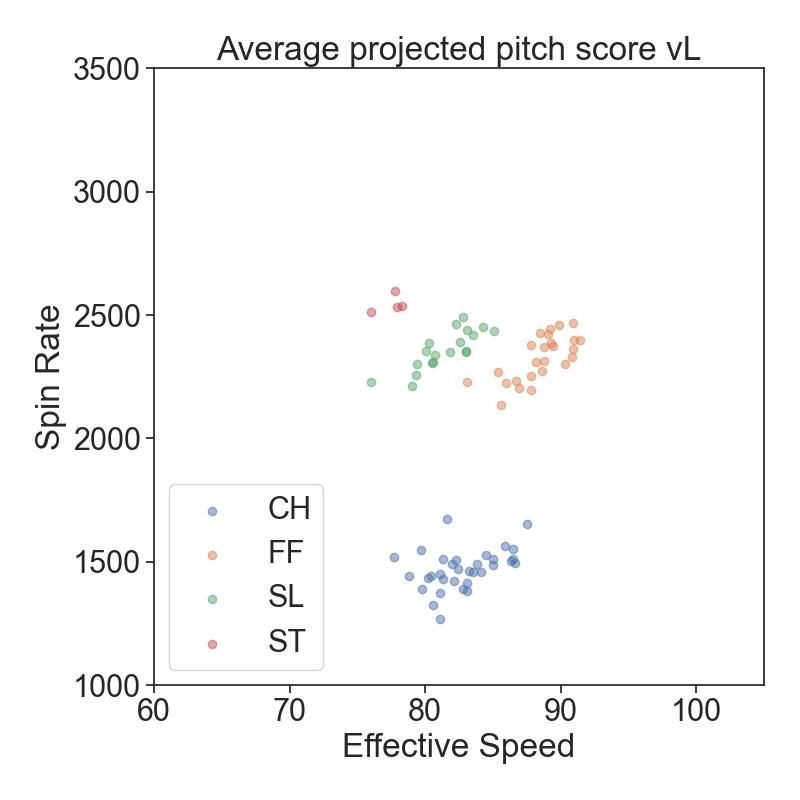 Average projected pitch score vL
3500
3000
2500
2000
1500
1000
Spin Rate
CH
FF
SL
ST
60 70 80 90 100
Effective Speed